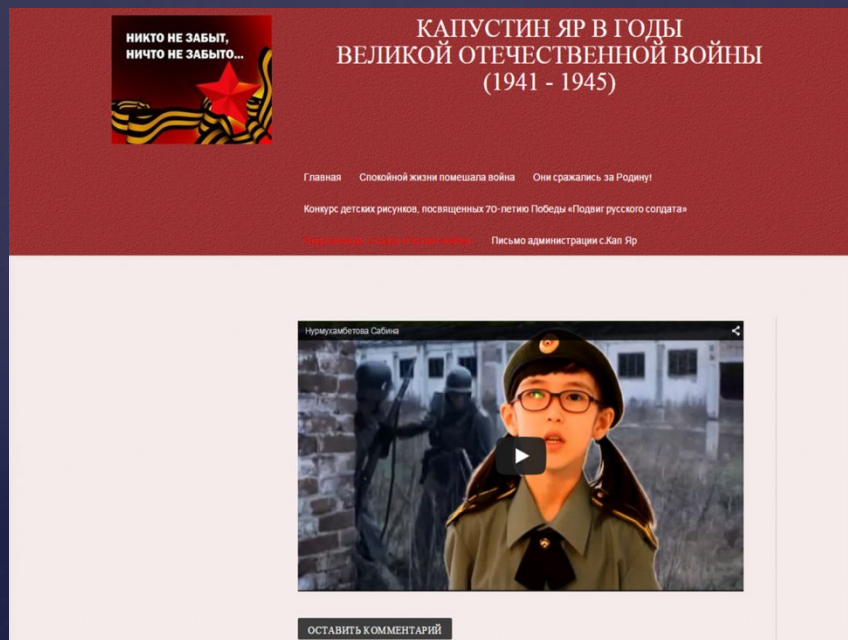 НИКТО НЕ ЗАБЫТ,
НИЧТО НЕ ЗАБЫТО...
КАПУСТИН ЯР В ГОДЫ
ВЕЛИКОЙ ОТЕЧЕСТВЕННОЙ ВОЙНЫ
(1941 - 1945)
Главная Спокойной жизни помешала война Они сражались за Родину!
Конкурс детских рисунков, посвященных 70-летию Победы «Подвиг русского солдата»
Письмо администрации с.Кап Яр
Нурмухамбетова Сабина
ОСТАВИТЬ КОММЕНТАРИЙ